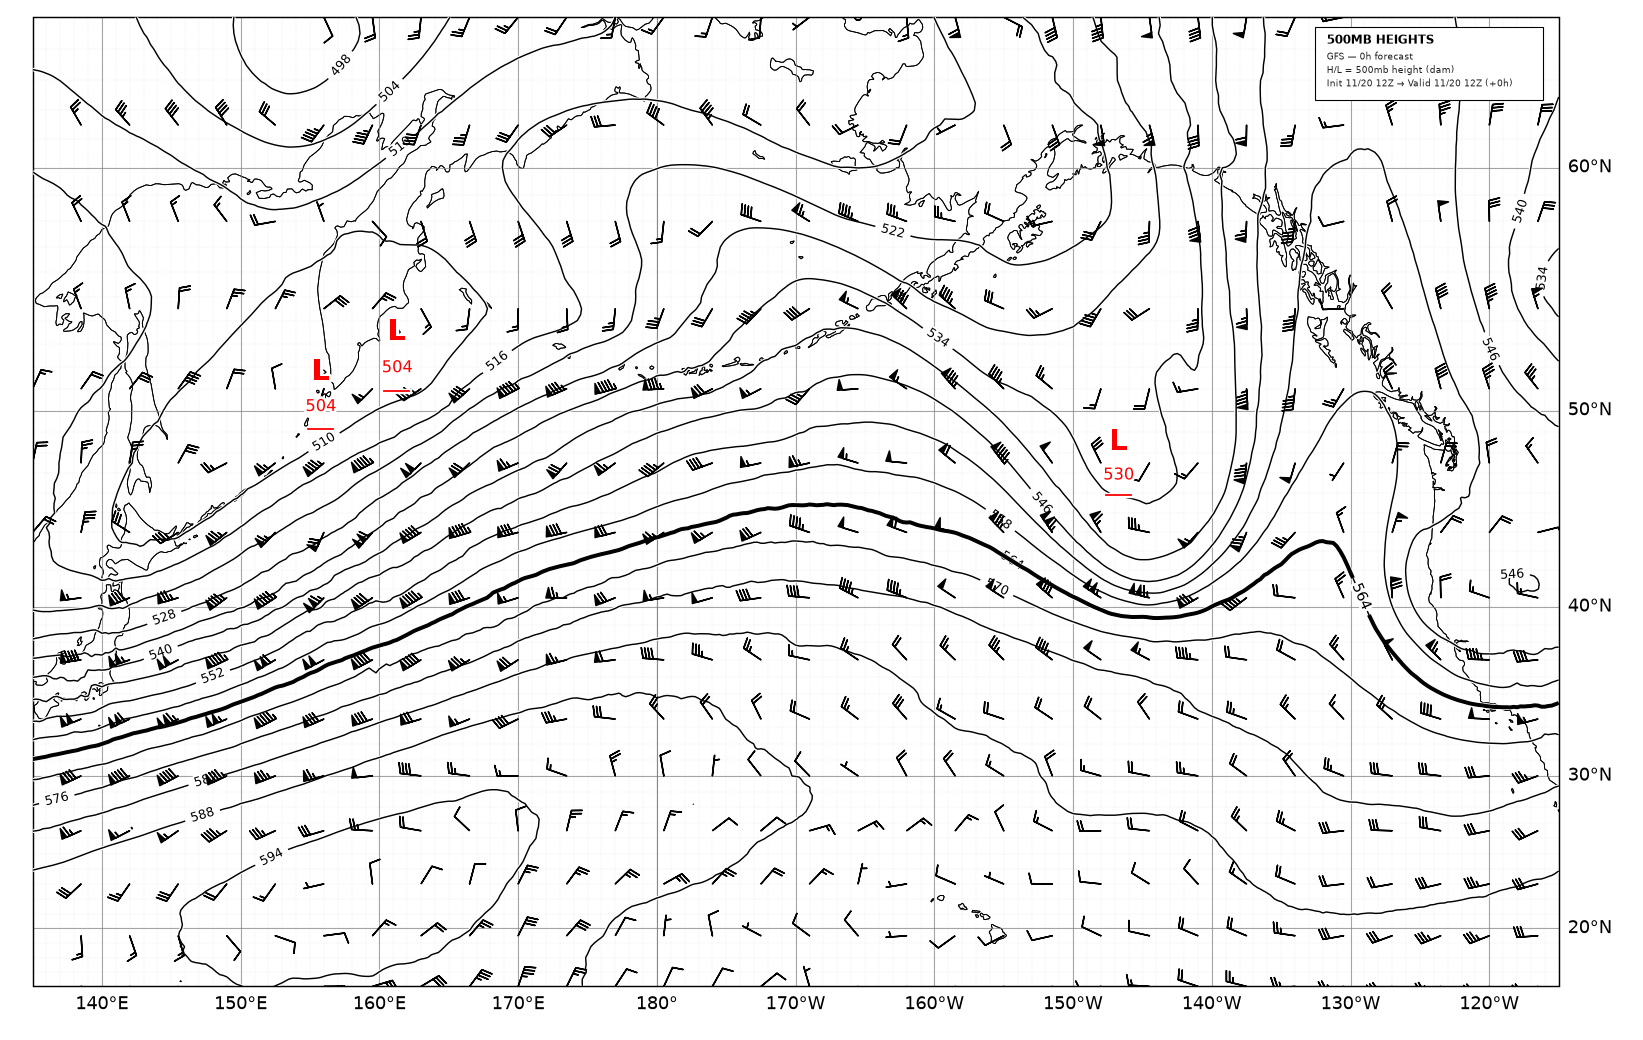 500MB HEIGHTS
GFS — 0h forecast
H/L = 500mb height (dam)
Init 11/20 12Z → Valid 11/20 12Z (+0h)
498
504
60°N
540
522
534
L
534
516
546
L
504
504
50°N
510
L
530
546
558
570
546
564
40°N
528
540
552
30°N
576
588
594
20°N
140°E
150°E
160°E
170°E
180°
170°W
160°W
150°W
140°W
130°W
120°W